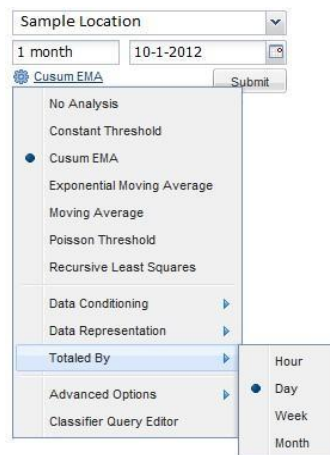 Sample Location
1 month 10-1-2012
Cusum EMA Submit
No Analysis
Constant Threshold
Cusum EMA
Exponential Moving Average
Moving Average
Poisson Threshold
Recursive Least Squares
Data Conditioning
Data Representation
Totaled By
Hour
Day
Week
Month
Advanced Options
Classifier Query Editor